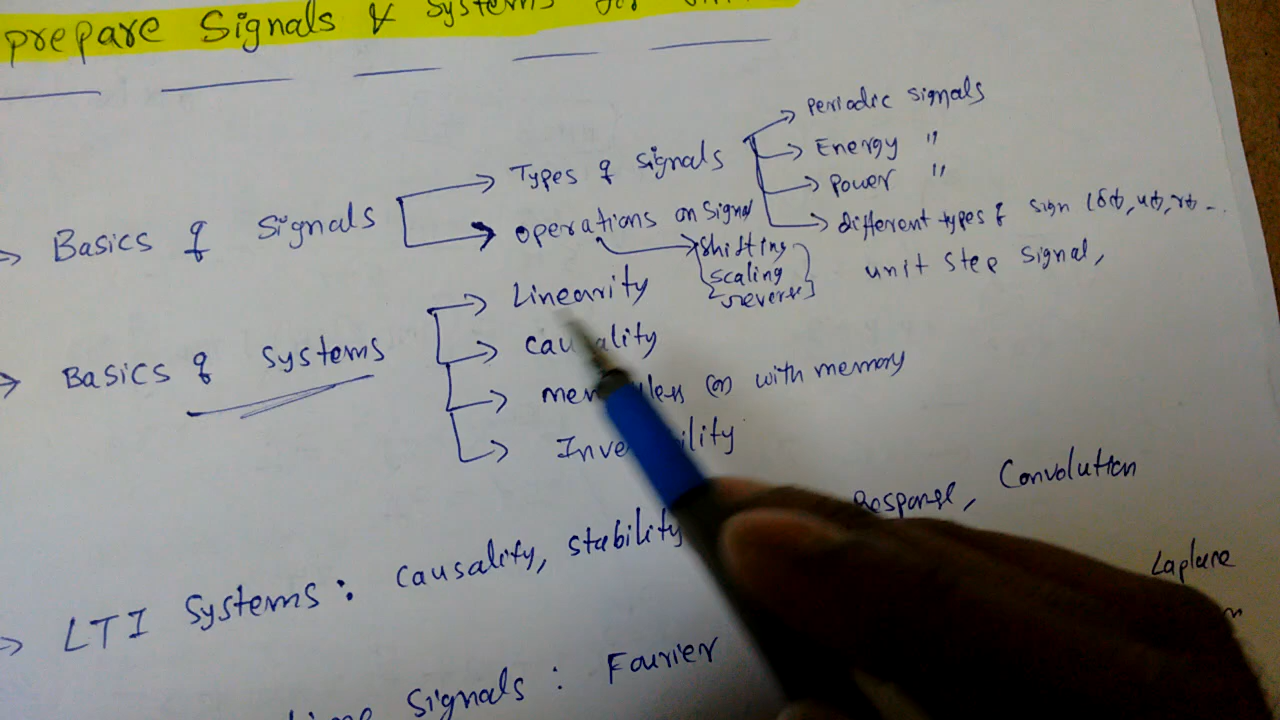 prepare Signals & Systems for
→ Basics of Signals → Types of Signals → Periodic Signals
→ Energy "
→ Power "
→ different types of sign (δ(t), u(t), r(t) - ..
→ operations on Signal → Shifting
scaling
reverse
unit step signal,
→ Basics of Systems → Linearity
→ causality
→ with memory
→
→ LTI Systems: Causality, stability Response, Convolution
Signals: Fourier Laplace